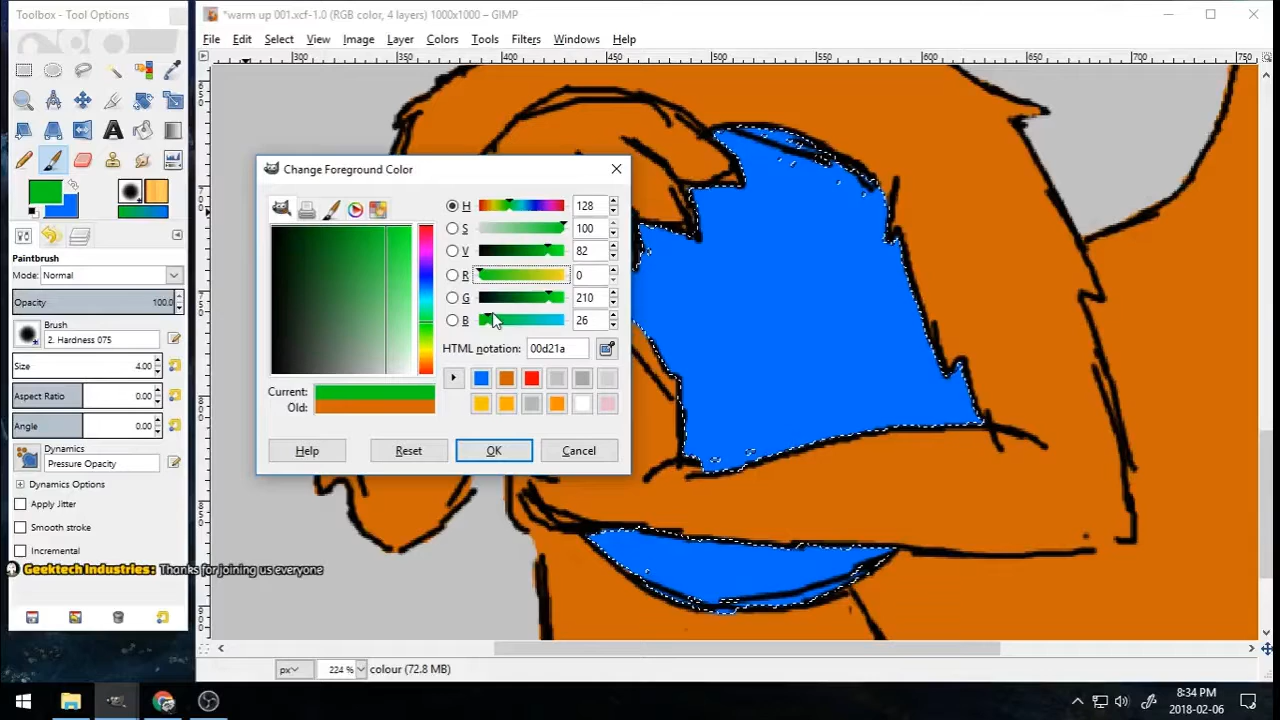 Toolbox - Tool Options
*warm up 001.xcf-1.0 (RGB color, 4 layers) 1000x1000 – GIMP
File Edit Select View Image Layer Colors Tools Filters Windows Help
300 350 400 450 500 550 600 650 700 750
Change Foreground Color
H 128
S 100
V 82
R 0
G 210
B 26
HTML notation: 00d21a
Current:
Old:
Help Reset OK Cancel
Paintbrush
Mode: Normal
Opacity 100.0
Brush
2. Hardness 075
Size 4.00
Aspect Ratio 0.00
Angle 0.00
Dynamics
Pressure Opacity
Dynamics Options
Apply Jitter
Smooth stroke
Incremental
Geektech Industries: Thanks for joining us everyone
px 224 % colour (72.8 MB)
8:34 PM
2018-02-06